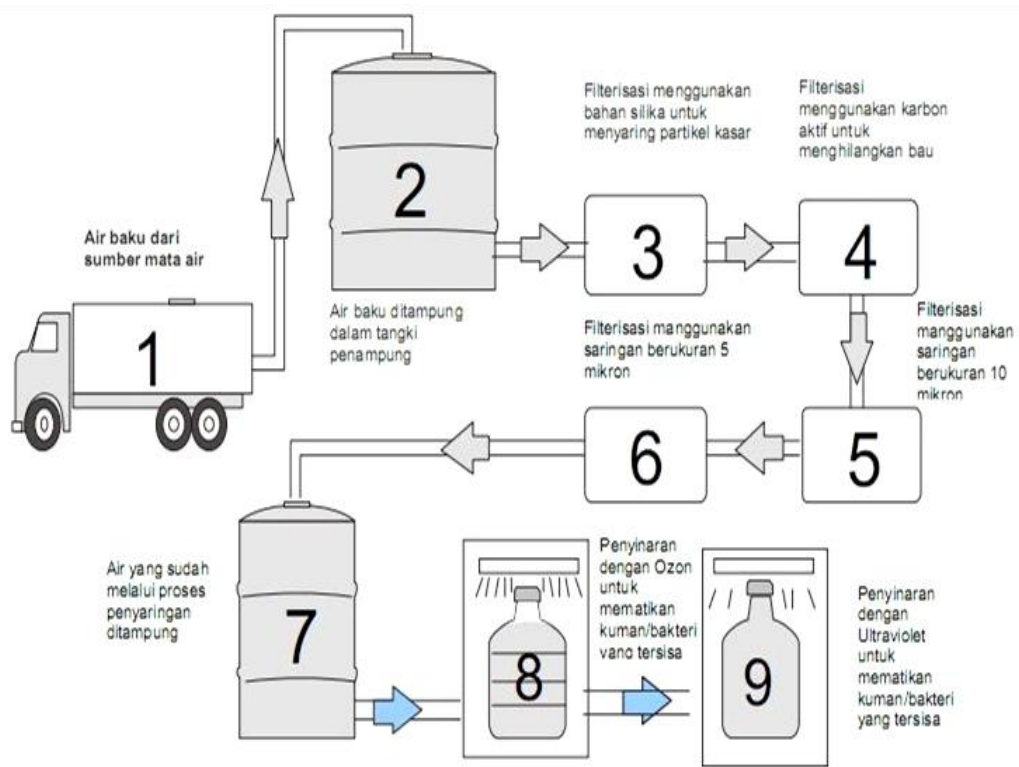 Air baku dari
sumber mata air
1
2
Air baku ditampung
dalam tangki
penampung
Filterisasi menggunakan
bahan silika untuk
menyaring partikel kasar
3
Filterisasi
menggunakan karbon
aktif untuk
menghilangkan bau
4
Filterisasi
manggunakan
saringan
berukuran 10
mikron
5
Filterisasi manggunakan
saringan berukuran 5
mikron
6
Air yang sudah
melalui proses
penyaringan
ditampung
7
Penyinaran
dengan Ozon
untuk
mematikan
kuman/bakteri
yang tersisa
8
Penyinaran
dengan
Ultraviolet
untuk
mematikan
kuman/bakteri
yang tersisa
9